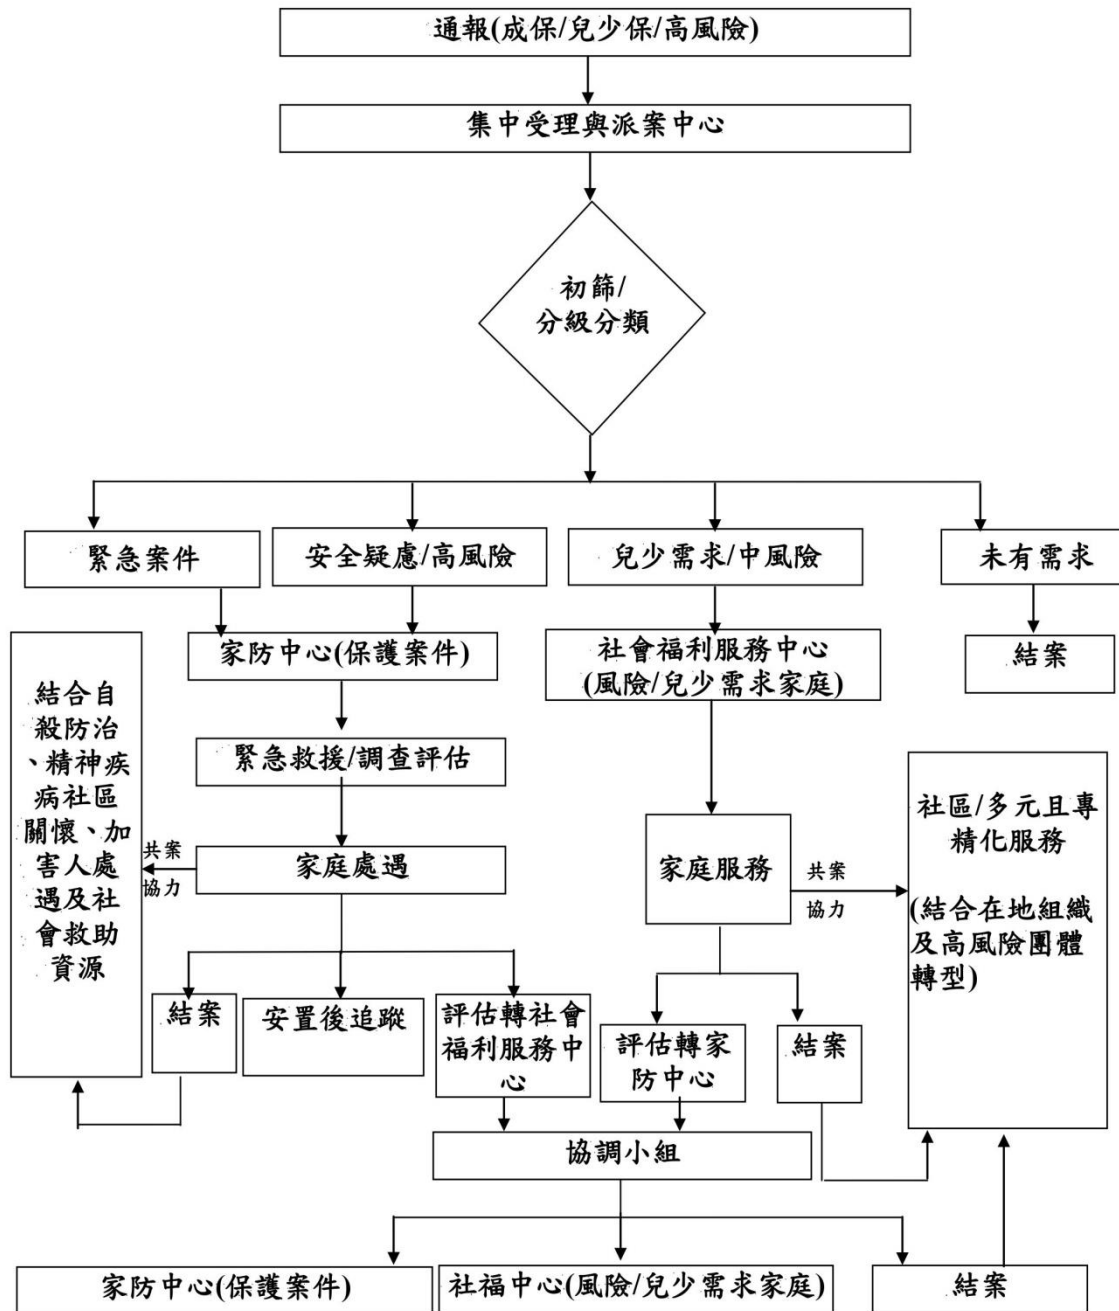 通報(成保/兒少保/高風險)
集中受理與派案中心
初篩/
分級分類
緊急案件
安全疑慮/高風險
兒少需求/中風險
未有需求
家防中心(保護案件)
社會福利服務中心
(風險/兒少需求家庭)
結案
結合自
殺防治
、精神疾
病社區
關懷、加
害人處
遇及社
會救助
資源
緊急救援/調查評估
共案
協力
家庭處遇
家庭服務
共案
協力
社區/多元且專
精化服務
(結合在地組織
及高風險團體
轉型)
結案
安置後追蹤
評估轉社會
福利服務中
心
評估轉家
防中心
結案
協調小組
家防中心(保護案件)
社福中心(風險/兒少需求家庭)
結案